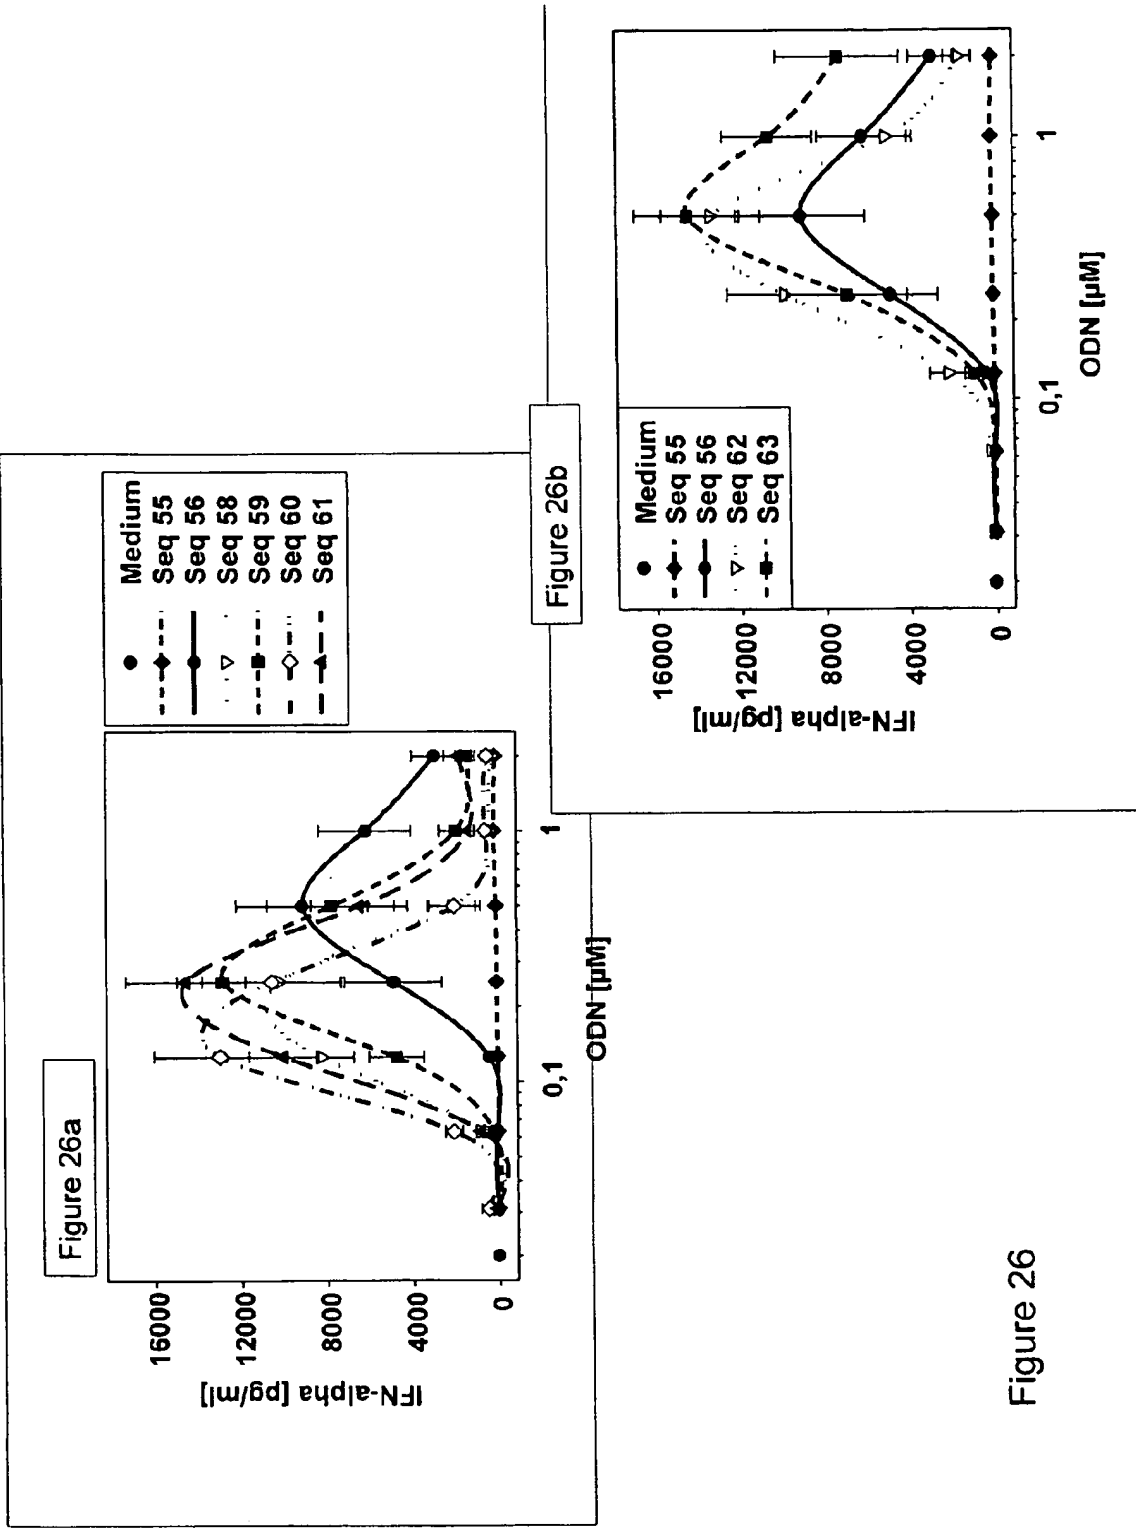 Figure 26a
IFN-alpha [pg/ml]
16000
12000
8000
4000
0
0,1
1
ODN [µM]
Medium
Seq 55
Seq 56
Seq 58
Seq 59
Seq 60
Seq 61
Figure 26b
IFN-alpha [pg/ml]
16000
12000
8000
4000
0
0,1
1
ODN [µM]
Medium
Seq 55
Seq 56
Seq 62
Seq 63
Figure 26